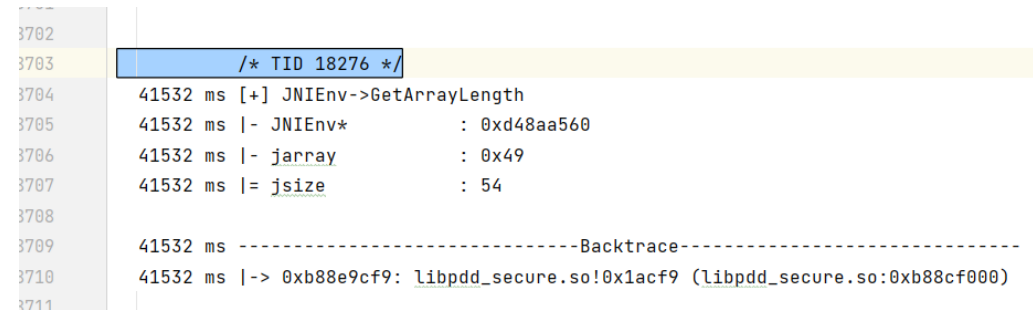 3702
3703 /* TID 18276 */
3704 41532 ms [+] JNIEnv->GetArrayLength
3705 41532 ms |- JNIEnv* : 0xd48aa560
3706 41532 ms |- jarray : 0x49
3707 41532 ms |= jsize : 54
3708
3709 41532 ms -------------------------------Backtrace-------------------------------
3710 41532 ms |-> 0xb88e9cf9: libpdd_secure.so!0x1acf9 (libpdd_secure.so:0xb88cf000)
3711